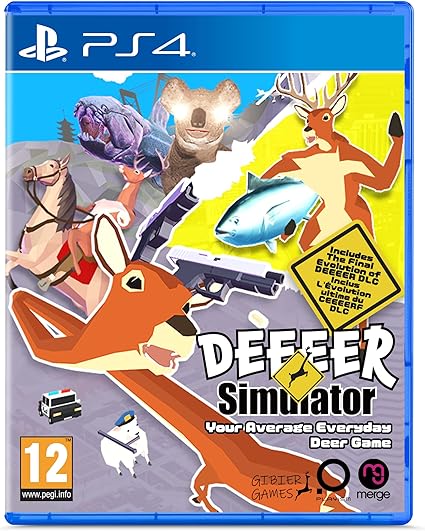 PS4
Includes
The Final
Evolution of
DEEEER DLC
Inclus
L'Évolution
ultime du
CEEEERF
DLC
DEEEER
Simulator
Your Average Everyday
Deer Game
12
www.pegi.info
GIBIER
GAMES
PLAYISM
merge